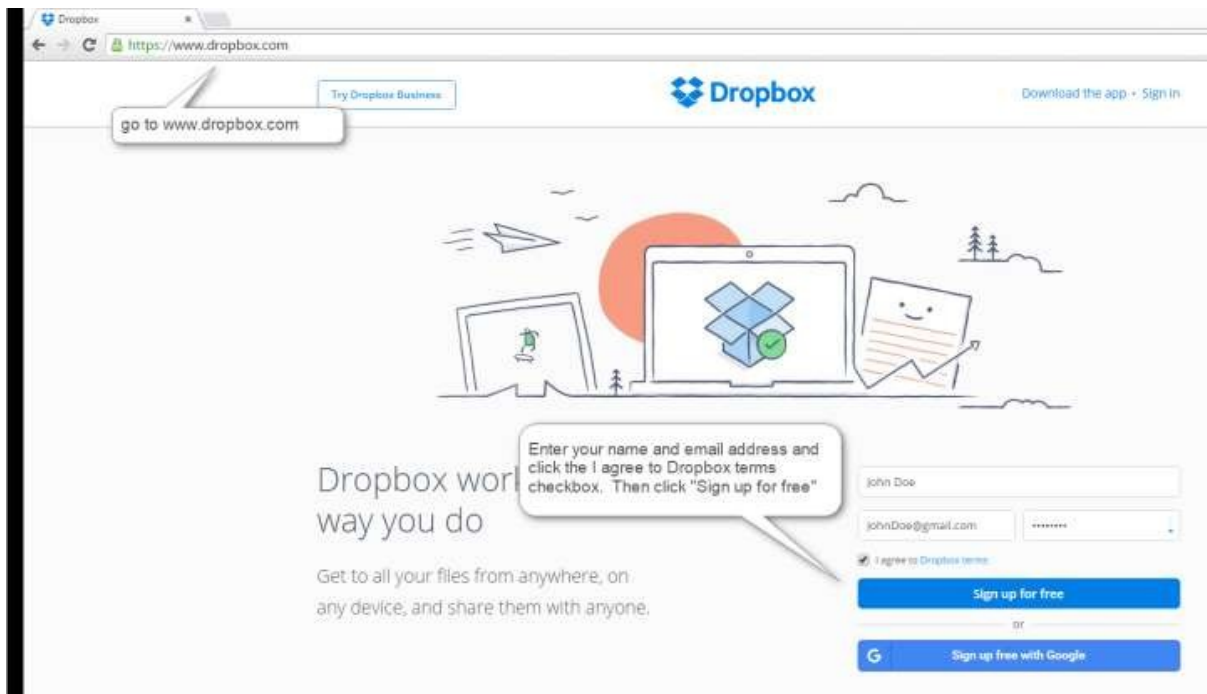 Dropbox
https://www.dropbox.com
Try Dropbox Business
Dropbox
Download the app • Sign in
go to www.dropbox.com
Enter your name and email address and
click the I agree to Dropbox terms
checkbox. Then click "Sign up for free"
Dropbox wor
way you do
Get to all your files from anywhere, on
any device, and share them with anyone.
John Doe
johnDoe@gmail.com
••••••••
I agree to Dropbox terms
Sign up for free
or
G
Sign up free with Google